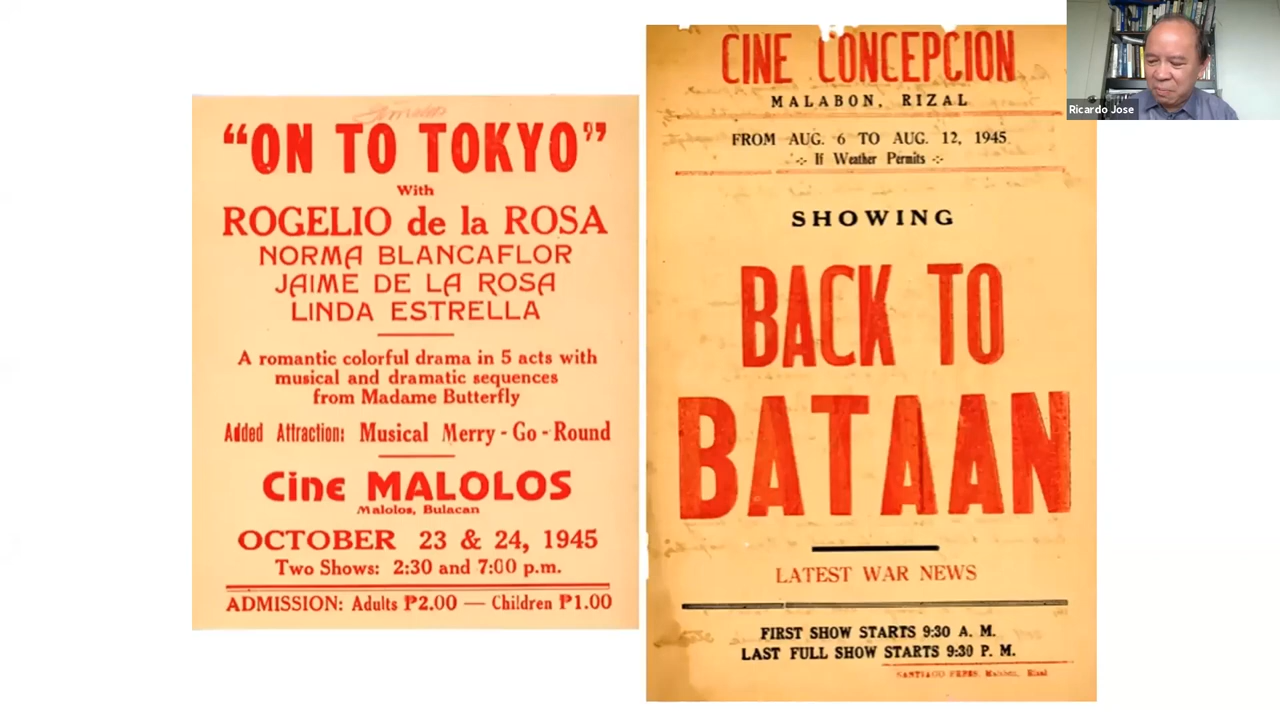 "ON TO TOKYO"
With
ROGELIO de la ROSA
NORMA BLANCAFLOR
JAIME DE LA ROSA
LINDA ESTRELLA
A romantic colorful drama in 5 acts with
musical and dramatic sequences
from Madame Butterfly
Added Attraction: Musical Merry - Go - Round
Cine MALOLOS
Malolos, Bulacan
OCTOBER 23 & 24, 1945
Two Shows: 2:30 and 7:00 p.m.
ADMISSION: Adults ₱2.00 — Children ₱1.00
CINE CONCEPCION
MALABON, RIZAL
FROM AUG. 6 TO AUG. 12, 1945
If Weather Permits
SHOWING
BACK TO
BATAAN
LATEST WAR NEWS
FIRST SHOW STARTS 9:30 A. M.
LAST FULL SHOW STARTS 9:30 P. M.
SANTIAGO Malabon, Rizal
Ricardo Jose